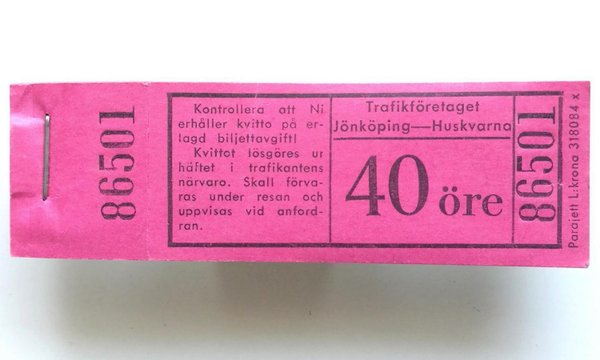 86501
Kontrollera att Ni
erhåller kvitto på er-
lagd biljettavgift!
Kvittot lösgöres ur
häftet i trafikantens
närvaro. Skall förva-
ras under resan och
uppvisas vid anford-
ran.
Trafikföretaget
Jönköping—Huskvarna
40 öre
86501
Parajett L:krona 318084 x